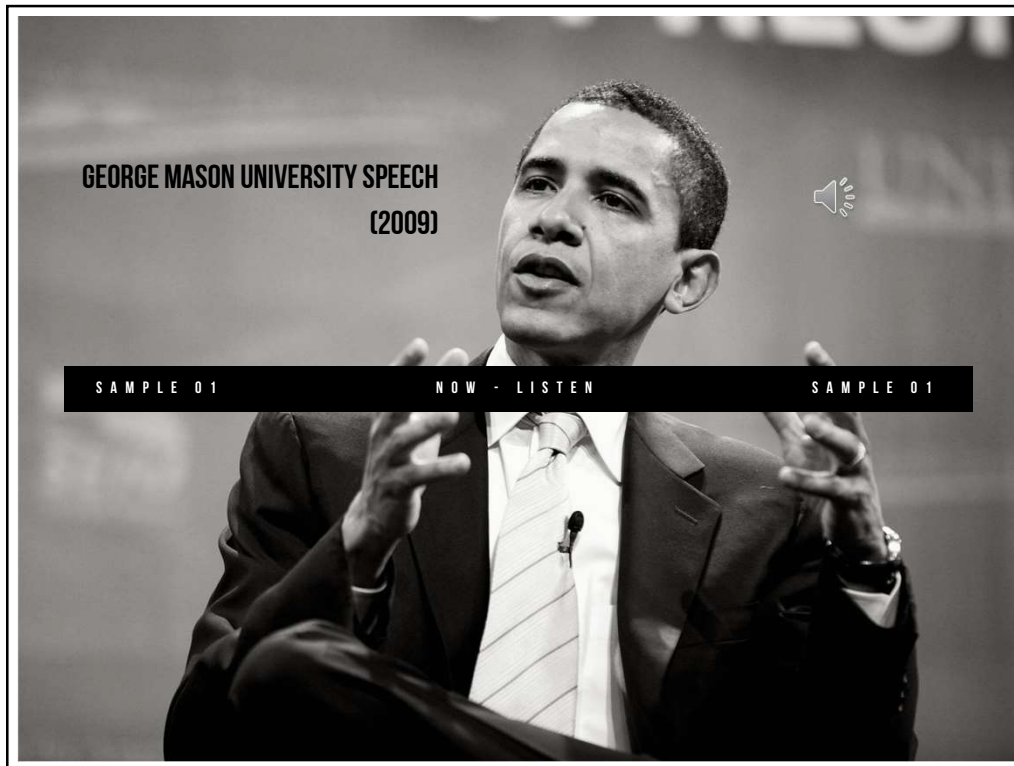 GEORGE MASON UNIVERSITY SPEECH
(2009)
SAMPLE 01 NOW - LISTEN SAMPLE 01